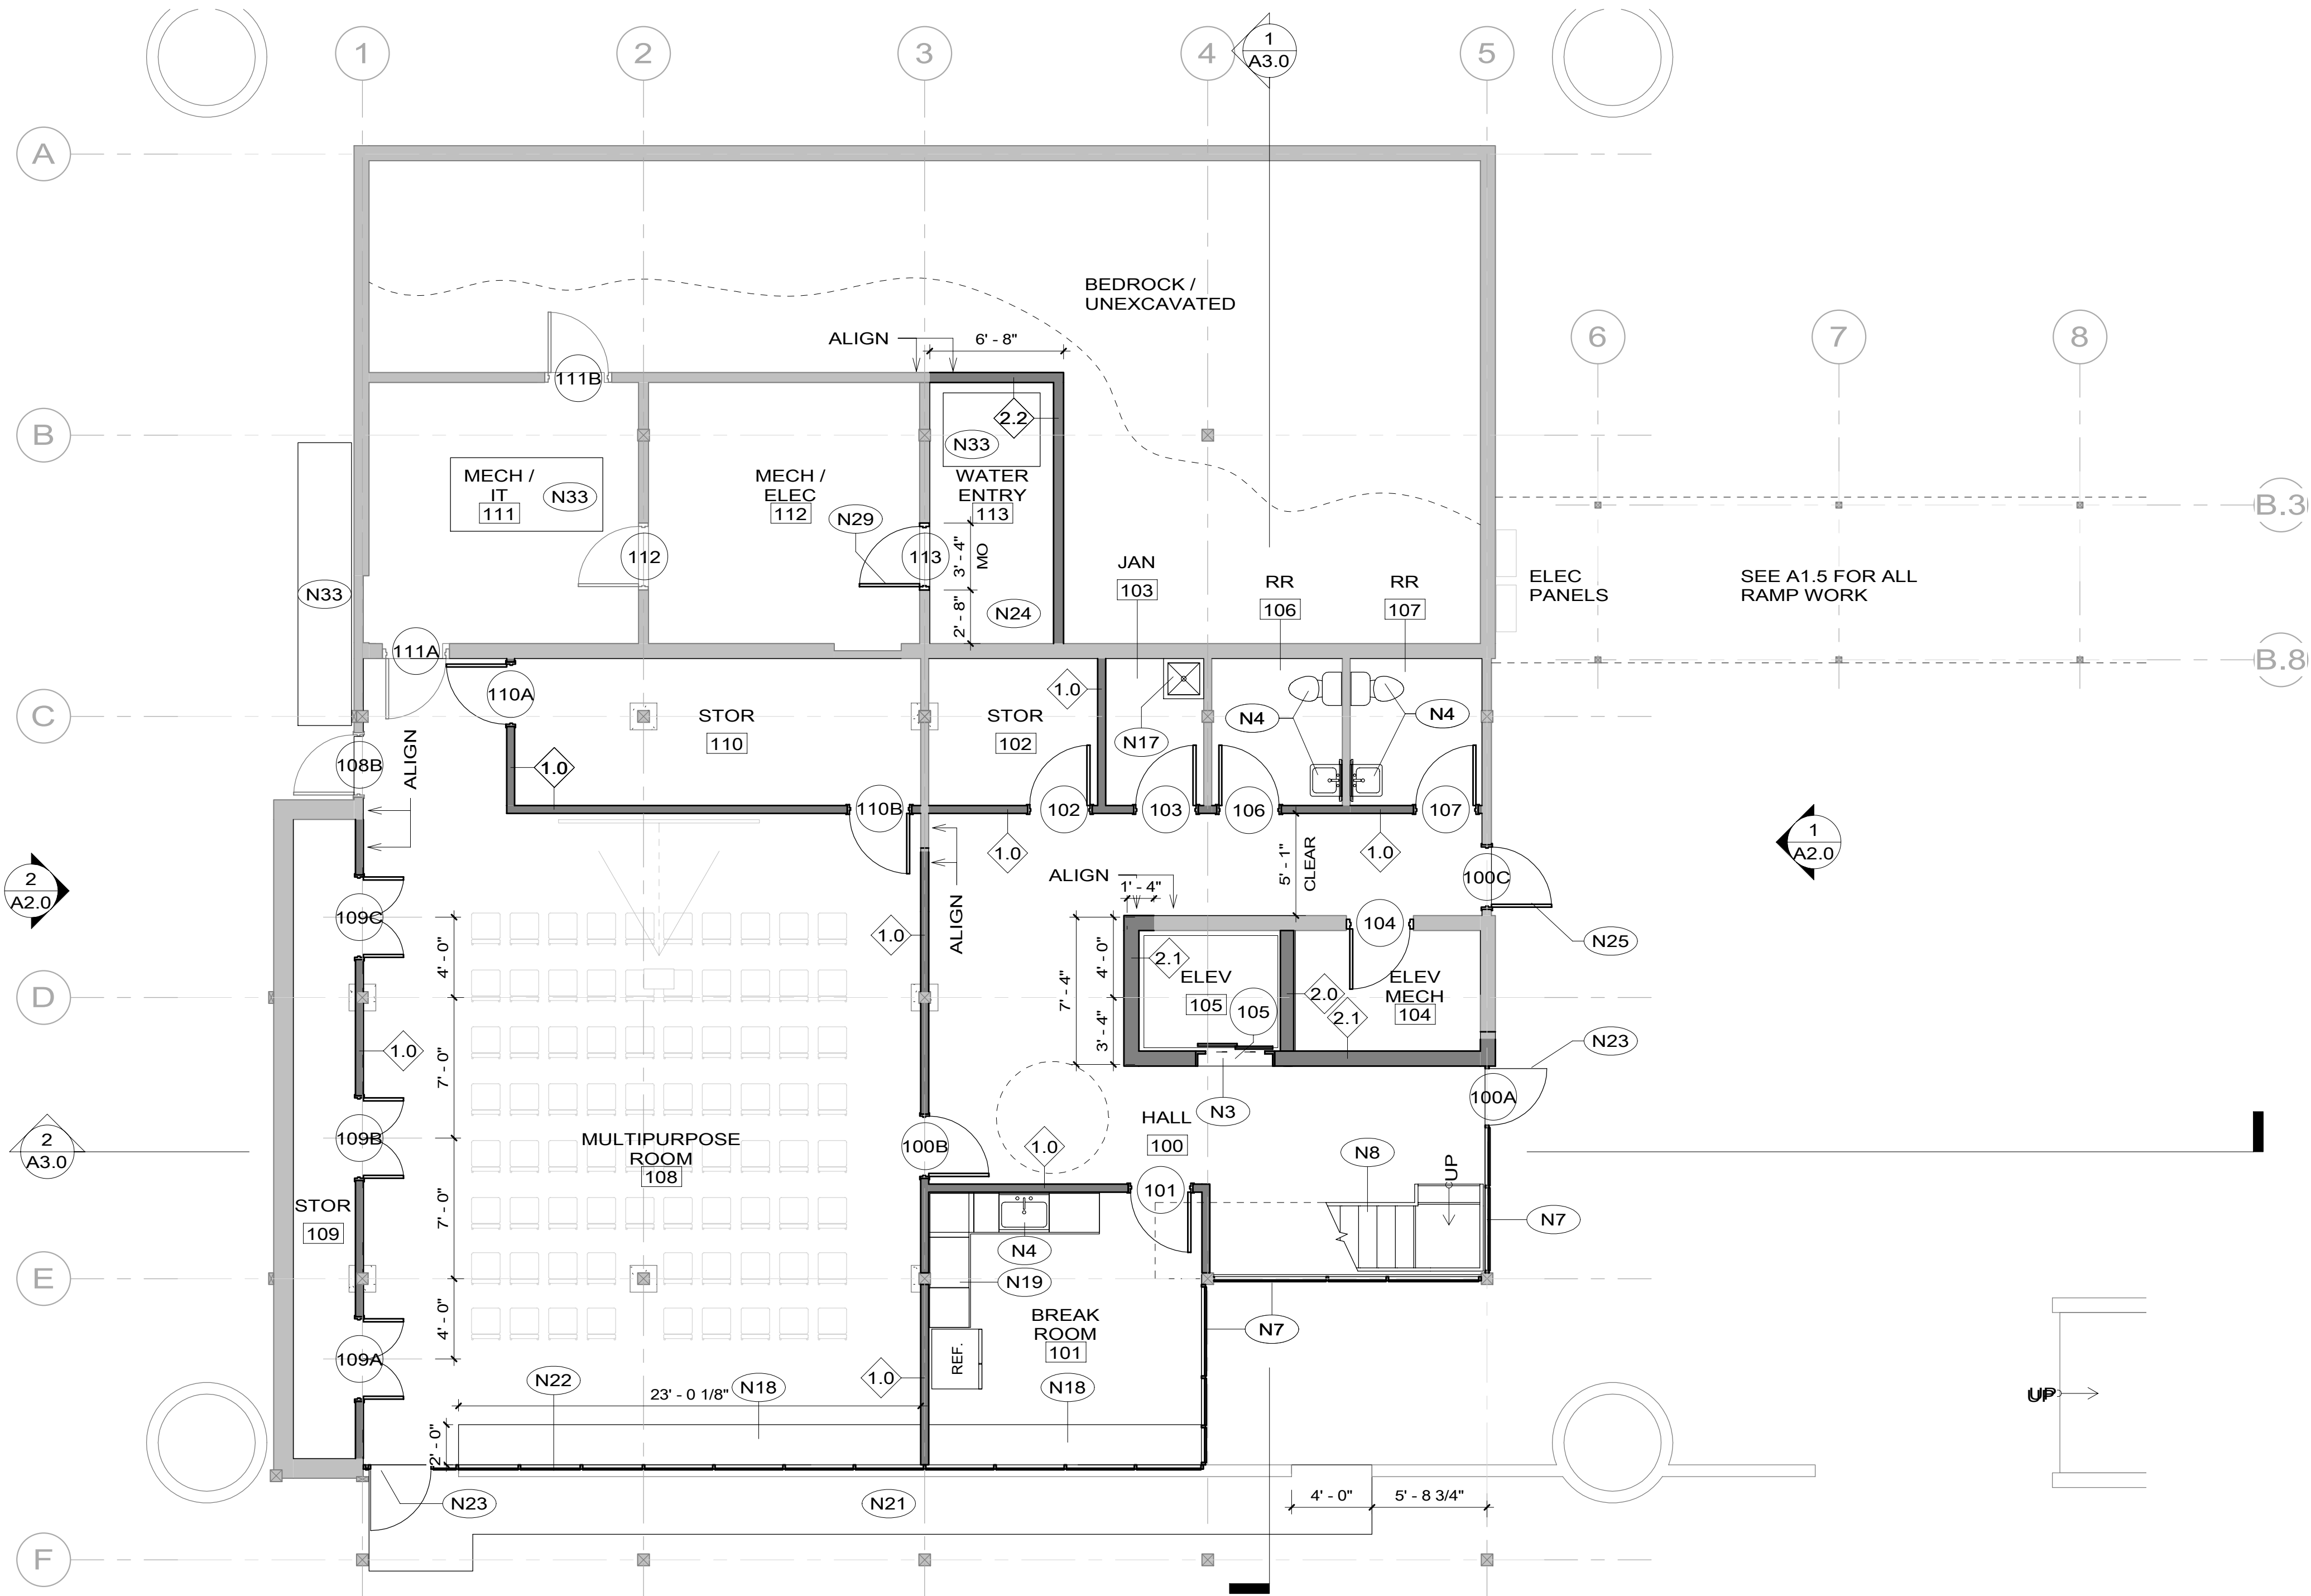 1
2
3
4
5
1
A3.0
A
BEDROCK /
UNEXCAVATED
6
7
8
ALIGN
6' - 8"
111B
B
2.2
N33
MECH /
IT
111
N33
MECH /
ELEC
112
WATER
ENTRY
113
N29
B.3
112
113
3' - 4"
MO
JAN
103
RR
106
RR
107
ELEC
PANELS
SEE A1.5 FOR ALL
RAMP WORK
N33
2' - 8"
N24
111A
B.8
110A
1.0
C
STOR
110
STOR
102
N4
N4
N17
ALIGN
108B
1.0
110B
102
103
106
107
1.0
1.0
5' - 1"
CLEAR
1
A2.0
2
A2.0
ALIGN
1' - 4"
100C
109C
1.0
ALIGN
104
N25
4' - 0"
7' - 4"
4' - 0"
2.1
ELEV
105
105
2.0
2.1
ELEV
MECH
104
D
3' - 4"
1.0
N23
7' - 0"
100A
N3
2
A3.0
109B
MULTIPURPOSE
ROOM
108
100B
1.0
HALL
100
N8
UP
101
7' - 0"
STOR
109
N7
N4
E
N19
4' - 0"
BREAK
ROOM
101
N7
REF.
109A
1.0
N22
23' - 0 1/8"
N18
N18
UP
UP
2' - 0"
N23
N21
4' - 0"
5' - 8 3/4"
F